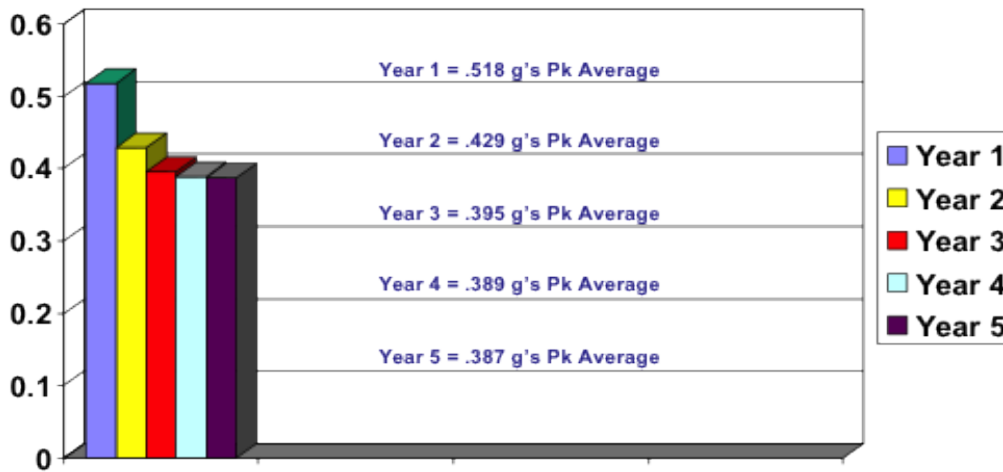 0.6
0.5
0.4
0.3
0.2
0.1
0
Year 1 = .518 g's Pk Average
Year 2 = .429 g's Pk Average
Year 3 = .395 g's Pk Average
Year 4 = .389 g's Pk Average
Year 5 = .387 g's Pk Average
Year 1
Year 2
Year 3
Year 4
Year 5